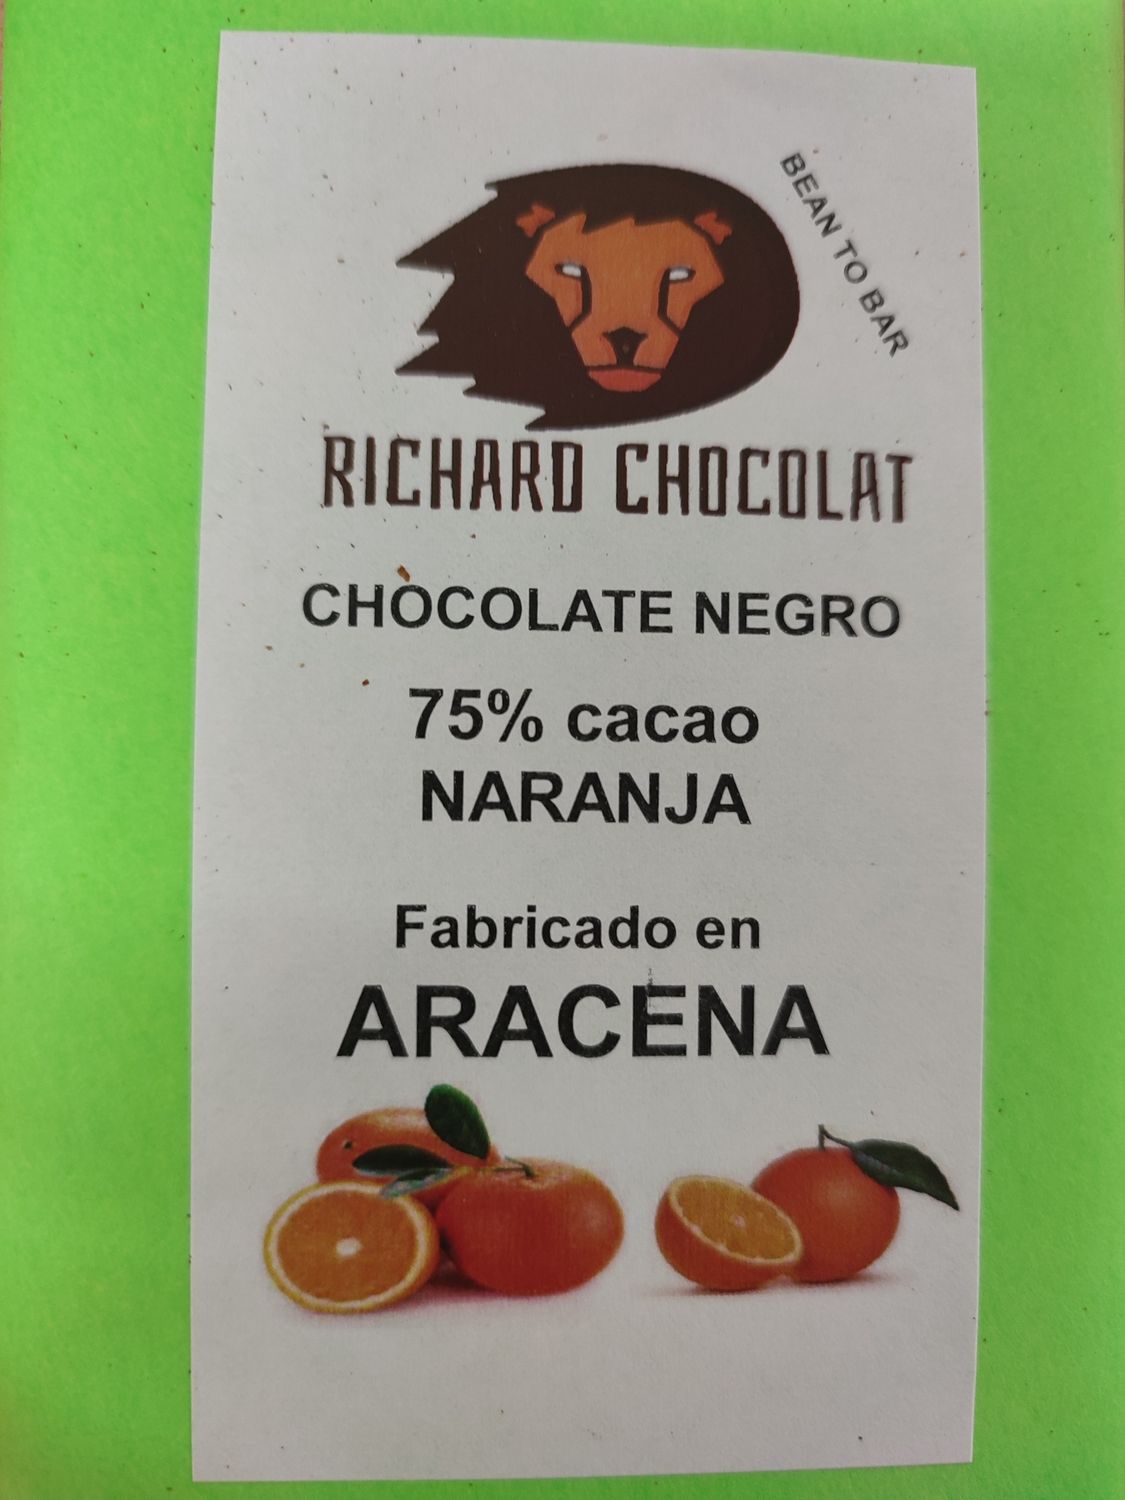 BEAN TO BAR
RICHARD CHOCOLAT
CHOCOLATE NEGRO
75% cacao
NARANJA
Fabricado en
ARACENA